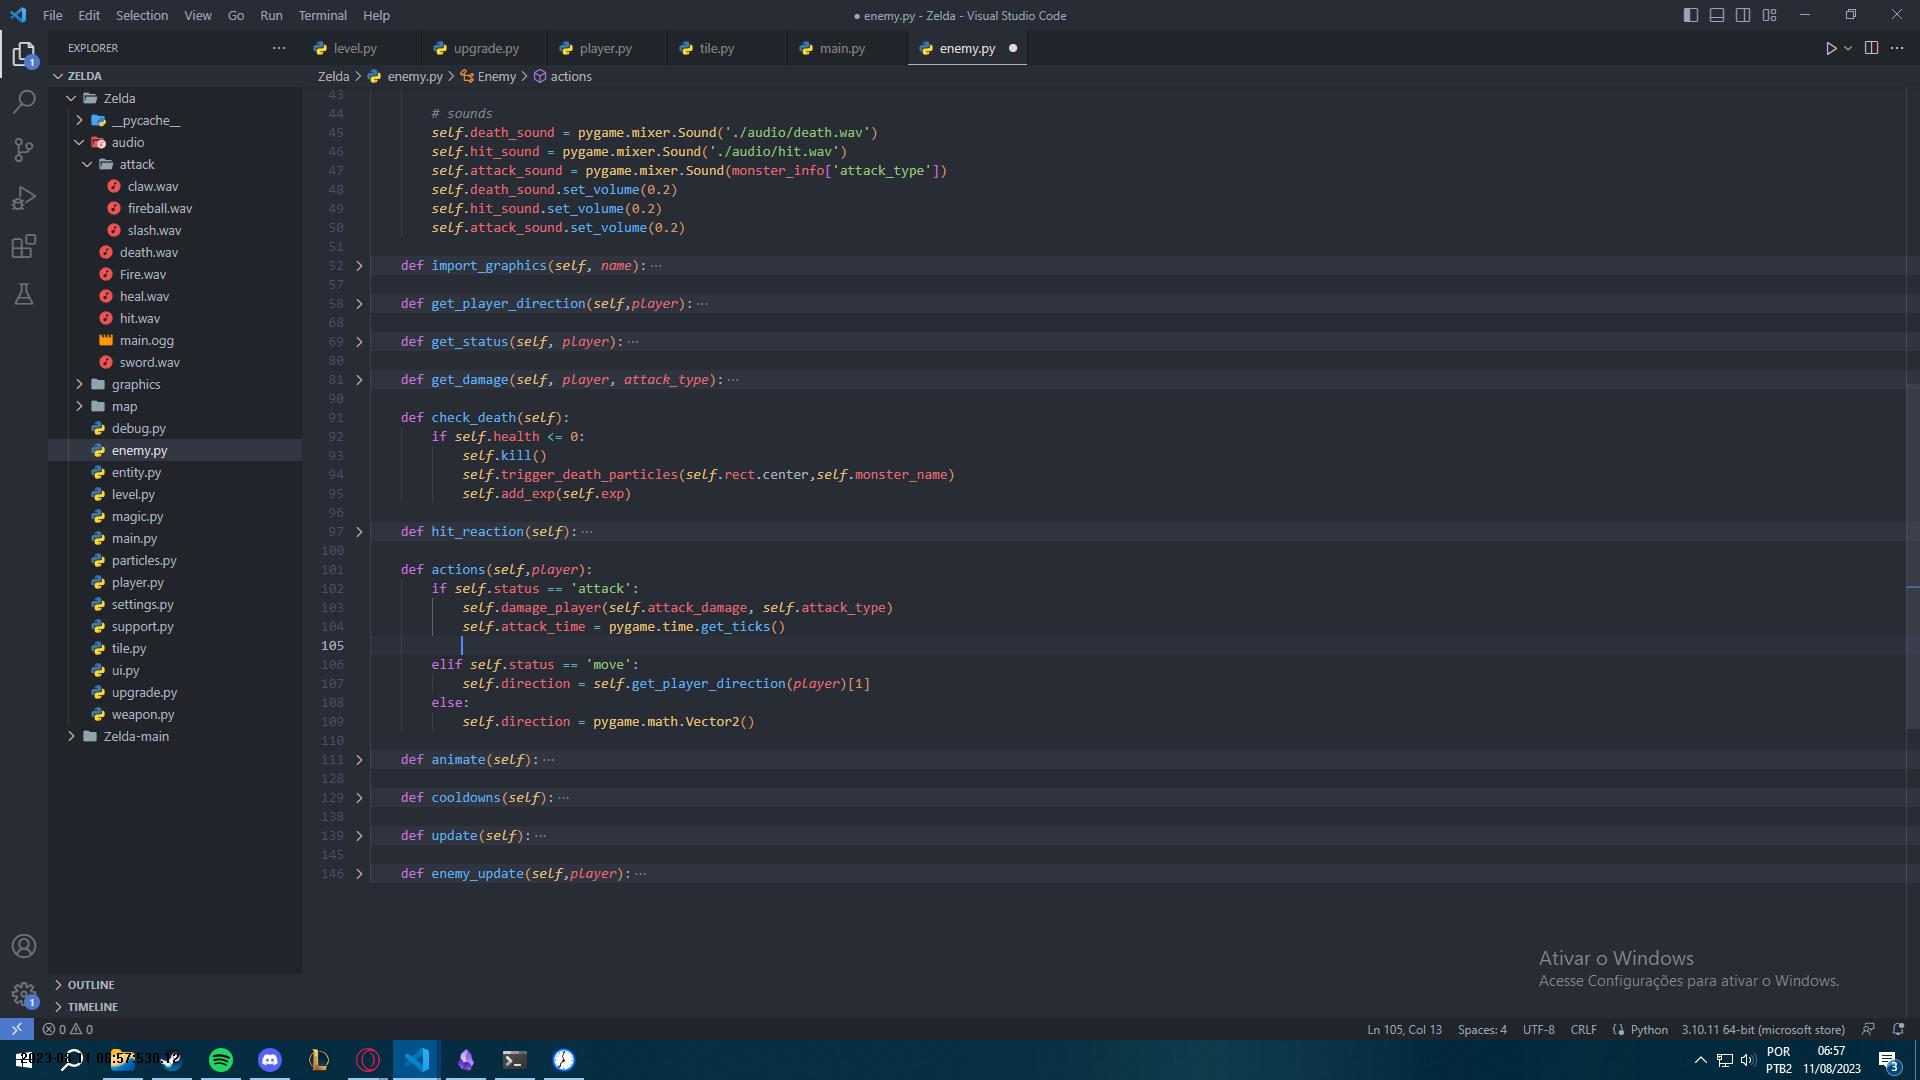 File Edit Selection View Go Run Terminal Help
● enemy.py - Zelda - Visual Studio Code
EXPLORER
level.py upgrade.py player.py tile.py main.py enemy.py
ZELDA
Zelda > enemy.py > Enemy > actions
Zelda
__pycache__
audio
attack
claw.wav
fireball.wav
slash.wav
death.wav
Fire.wav
heal.wav
hit.wav
main.ogg
sword.wav
graphics
map
debug.py
enemy.py
entity.py
level.py
magic.py
main.py
particles.py
player.py
settings.py
support.py
tile.py
ui.py
upgrade.py
weapon.py
Zelda-main
OUTLINE
TIMELINE
43
44 # sounds
45 self.death_sound = pygame.mixer.Sound('./audio/death.wav')
46 self.hit_sound = pygame.mixer.Sound('./audio/hit.wav')
47 self.attack_sound = pygame.mixer.Sound(monster_info['attack_type'])
48 self.death_sound.set_volume(0.2)
49 self.hit_sound.set_volume(0.2)
50 self.attack_sound.set_volume(0.2)
51
52 def import_graphics(self, name):···
57
58 def get_player_direction(self,player):···
68
69 def get_status(self, player):···
80
81 def get_damage(self, player, attack_type):···
90
91 def check_death(self):
92 if self.health <= 0:
93 self.kill()
94 self.trigger_death_particles(self.rect.center,self.monster_name)
95 self.add_exp(self.exp)
96
97 def hit_reaction(self):···
100
101 def actions(self,player):
102 if self.status == 'attack':
103 self.damage_player(self.attack_damage, self.attack_type)
104 self.attack_time = pygame.time.get_ticks()
105
106 elif self.status == 'move':
107 self.direction = self.get_player_direction(player)[1]
108 else:
109 self.direction = pygame.math.Vector2()
110
111 def animate(self):···
128
129 def cooldowns(self):···
138
139 def update(self):···
145
146 def enemy_update(self,player):···
Ativar o Windows
Acesse Configurações para ativar o Windows.
1
1
0 0
Ln 105, Col 13 Spaces: 4 UTF-8 CRLF Python 3.10.11 64-bit (microsoft store)
POR
PTB2
06:57
11/08/2023
3